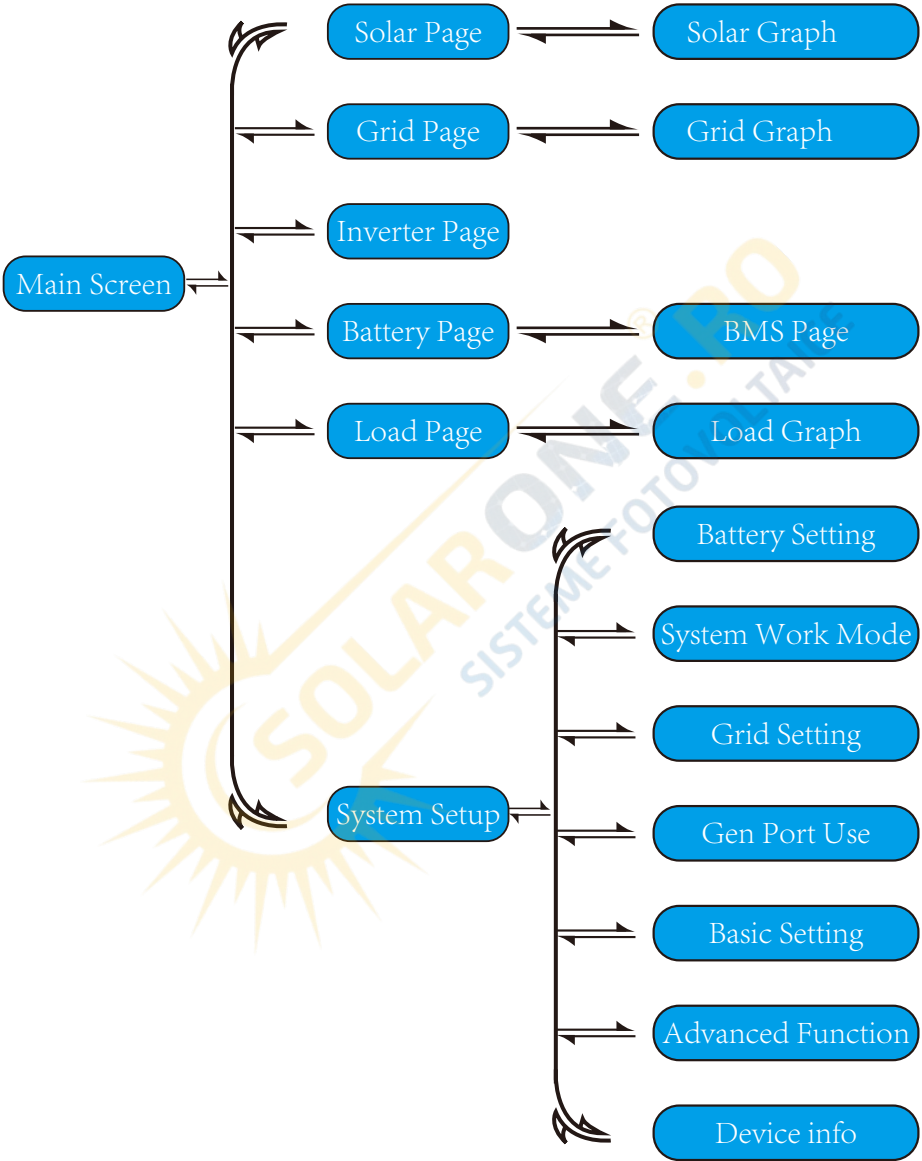 Solar Page
Solar Graph
Grid Page
Grid Graph
Inverter Page
Main Screen
Battery Page
BMS Page
Load Page
Load Graph
Battery Setting
System Work Mode
Grid Setting
System Setup
Gen Port Use
Basic Setting
Advanced Function
Device info
SOLARONE.RO
®
SISTEME FOTOVOLTAICE